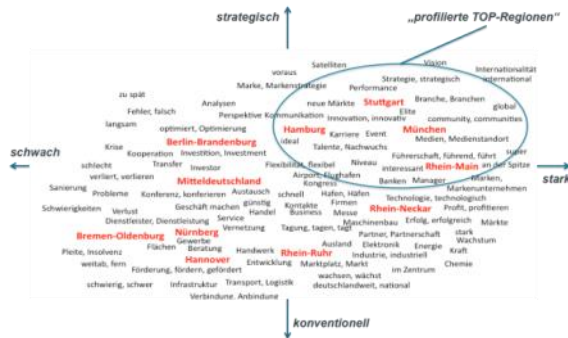 strategisch
„profilierte TOP-Regionen"
Satelliten
Vision
voraus
Internationalität
international
Marke, Markenstrategie
Strategie, strategisch
Performance
zu spät
Analysen
neue Märkte
Stuttgart
Branche, Branchen
Fehler, falsch
Perspektive Kommunikation
Elite
global
langsam
Innovation, innovativ
community, communities
optimiert, Optimierung
Hamburg
Karriere
Event
München
Krise
Berlin-Brandenburg
ideal
Medien, Medienstandort
Kooperation
Investition, Investment
Talente, Nachwuchs
schwach
Führerschaft, führend, führt
super
schlecht
Transfer
Flexibilität, flexibel
Niveau
interessant
Rhein-Main
an der Spitze
stark
verliert, verlieren
Investor
Airport, Flughafen
Banken
Manager
Marken,
Markenunternehmen
Sanierung
Mitteldeutschland
Kongress
Probleme
Konferenz, konferieren
Austausch
schnell
Hafen, Häfen
Technologie, technologisch
Schwierigkeiten
Geschäft machen
günstig
Kontakte
Firmen
Rhein-Neckar
Profit, profitieren
Verlust
Handel
Business
Messe
Dienstleister, Dienstleistung
Service
Maschinenbau
Erfolg, erfolgreich
Märkte
Bremen-Oldenburg
Nürnberg
Vernetzung
Tagung, tagen, tagt
Partner, Partnerschaft
stark
Gewerbe
Ausland
Elektronik
Energie
Wachstum
Pleite, Insolvenz
Flächen
Beratung
Handwerk
Rhein-Ruhr
Industrie, industriell
Kraft
weitab, fern
Hannover
Entwicklung
Marktplatz, Markt
im Zentrum
Chemie
Förderung, fördern, gefördert
wachsen, wächst
schwierig, schwer
Infrastruktur
Transport, Logistik
deutschlandweit, national
Verbindung, Anbindung
konventionell